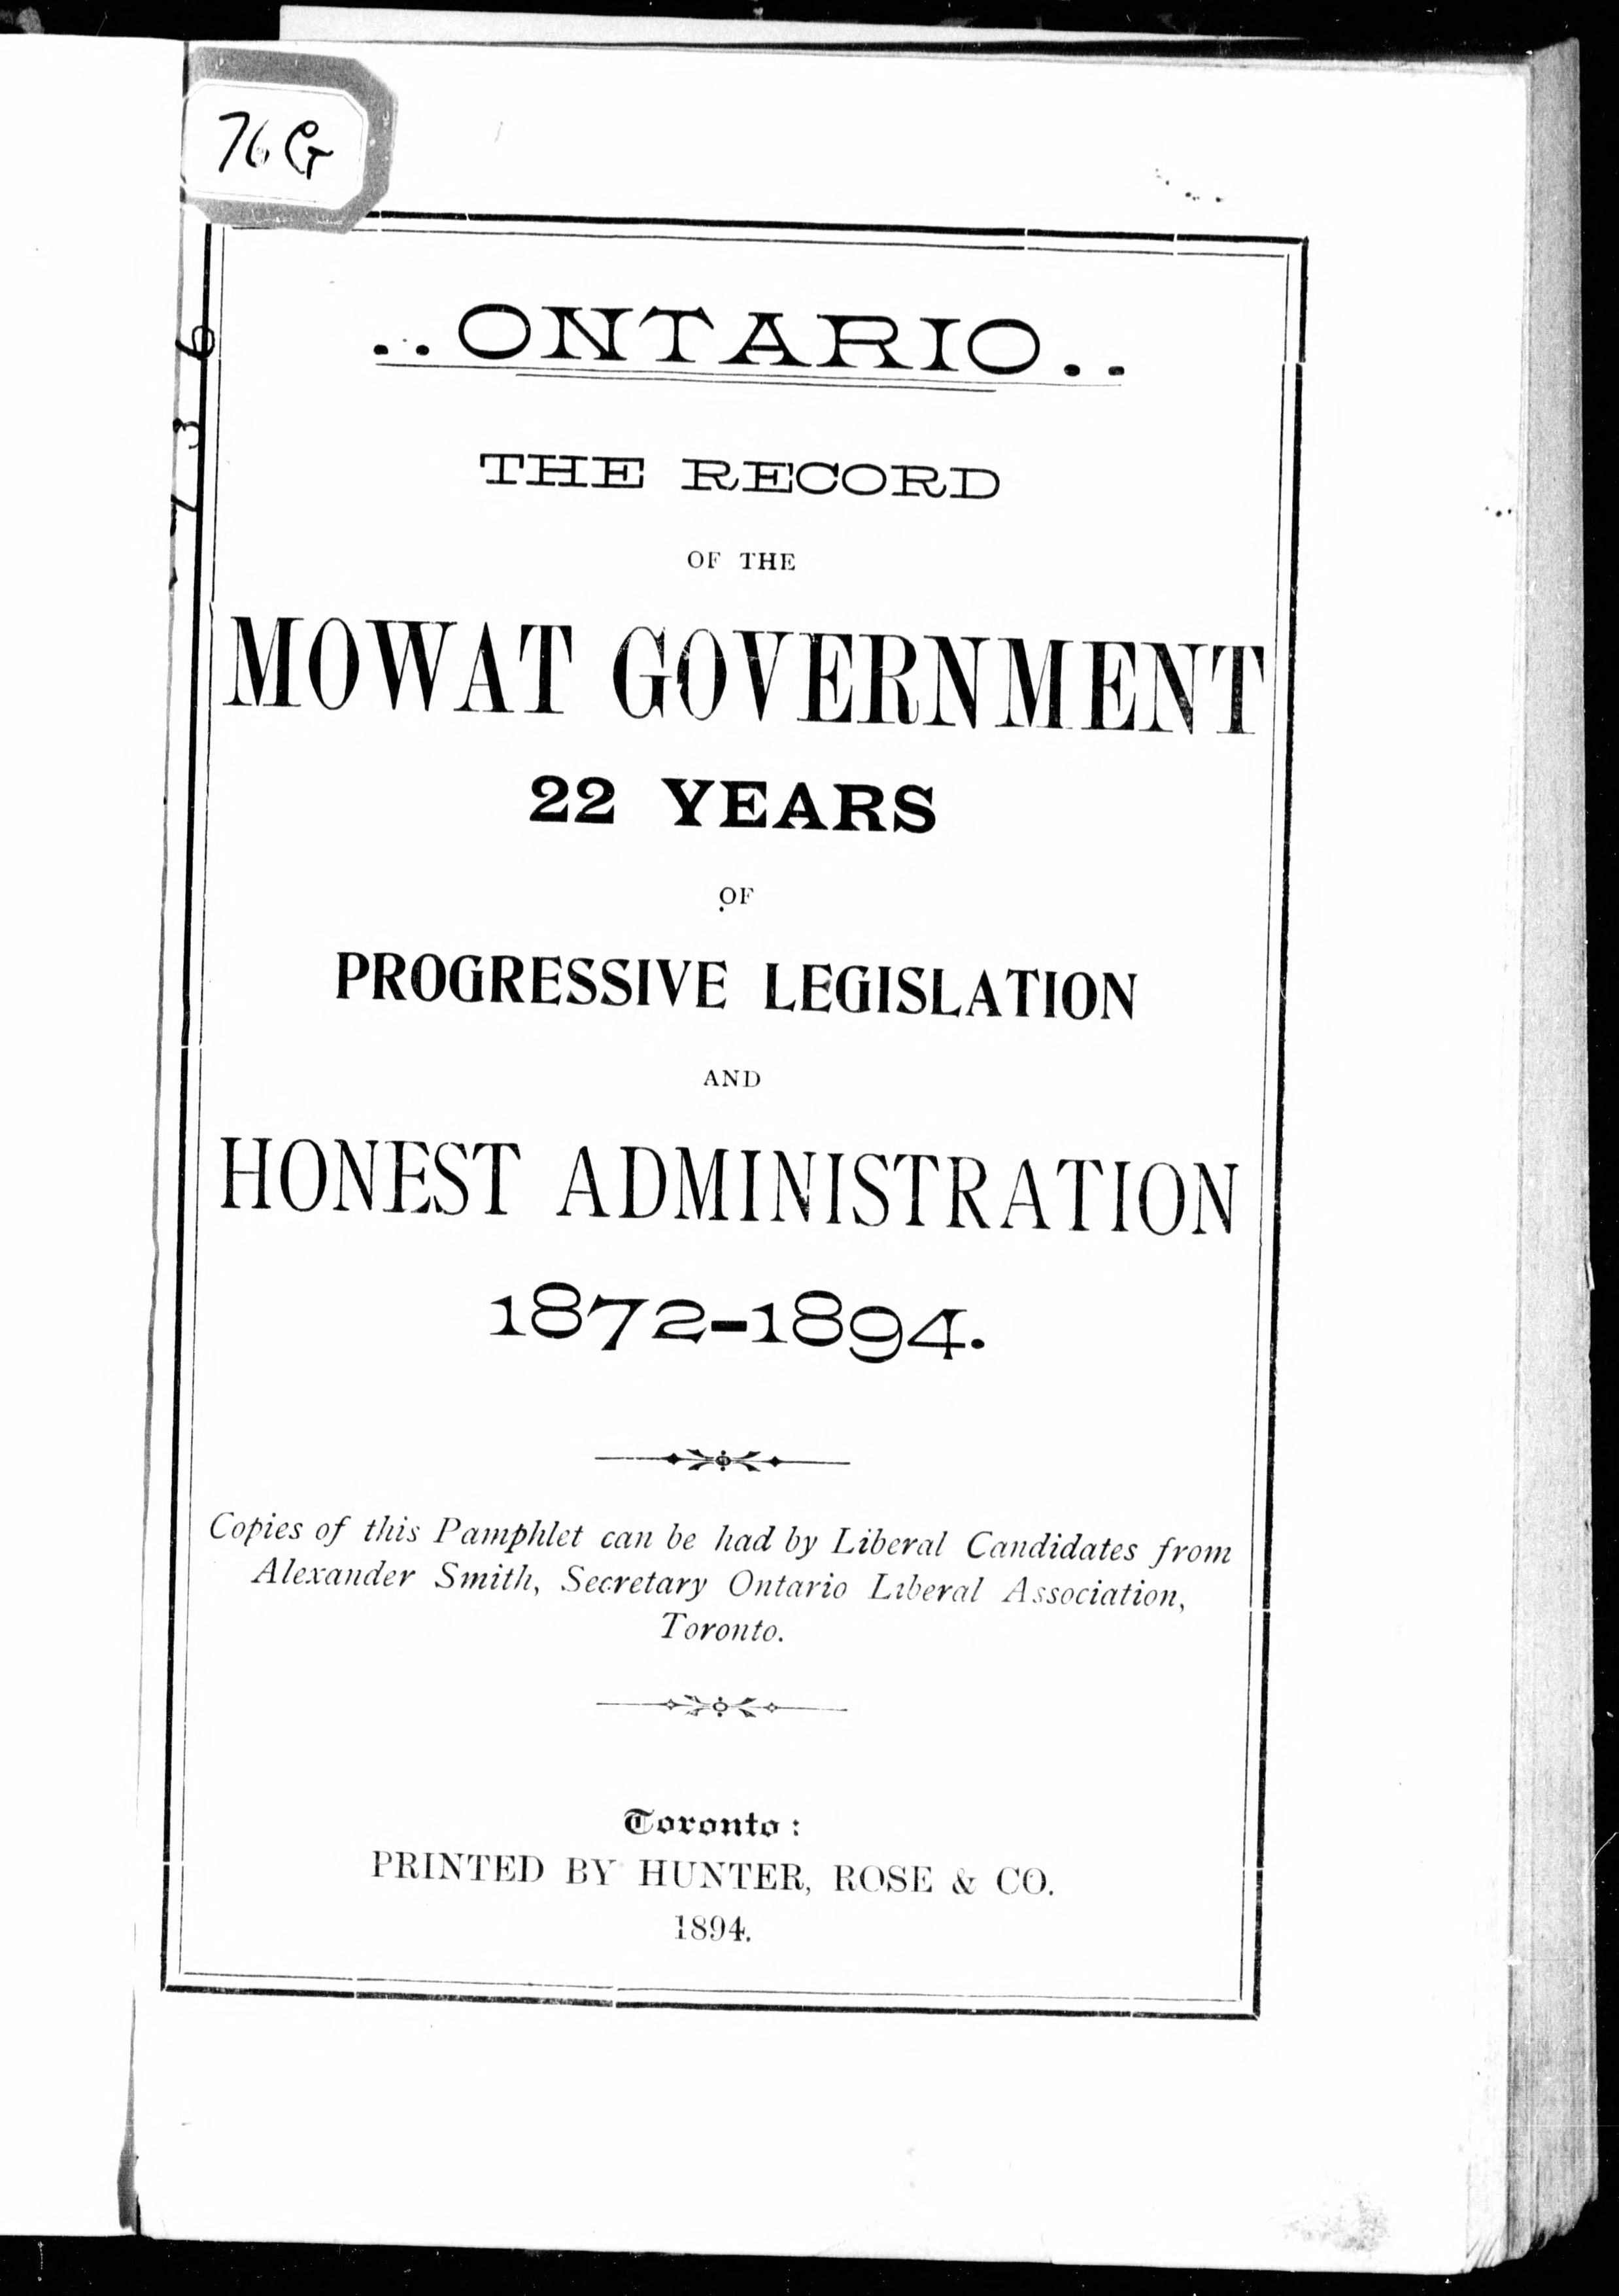 76G
..ONTARIO..
THE RECORD
OF THE
MOWAT GOVERNMENT
22 YEARS
OF
PROGRESSIVE LEGISLATION
AND
HONEST ADMINISTRATION
1872-1894.
Copies of this Pamphlet can be had by Liberal Candidates from
Alexander Smith, Secretary Ontario Liberal Association,
Toronto.
Toronto:
PRINTED BY HUNTER, ROSE & CO.
1894.